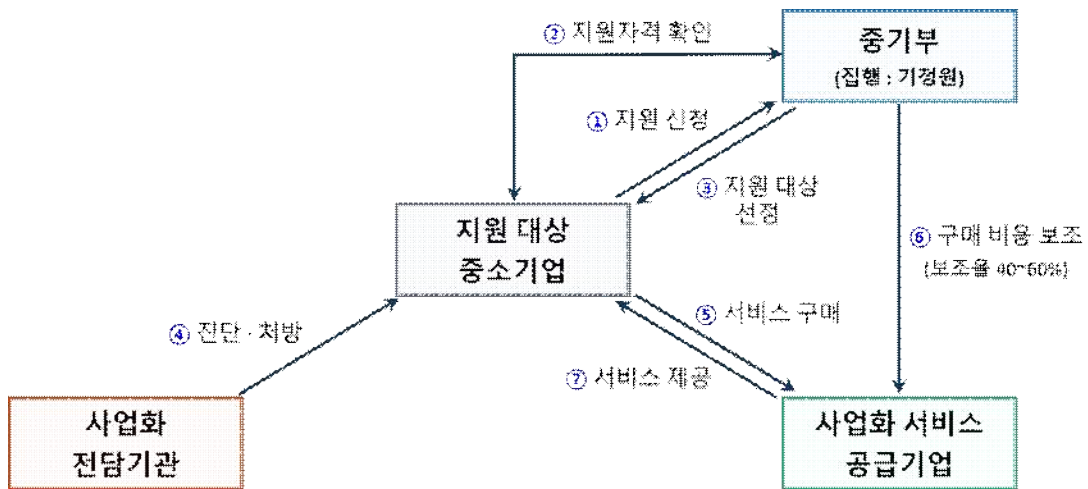 ② 지원자격 확인
중기부
(집행 : 기정원)
① 지원 신청
③ 지원 대상
선정
지원 대상
중소기업
⑥ 구매 비용 보조
(보조율 40~60%)
④ 진단 · 처방
⑤ 서비스 구매
⑦ 서비스 제공
사업화
전담기관
사업화 서비스
공급기업